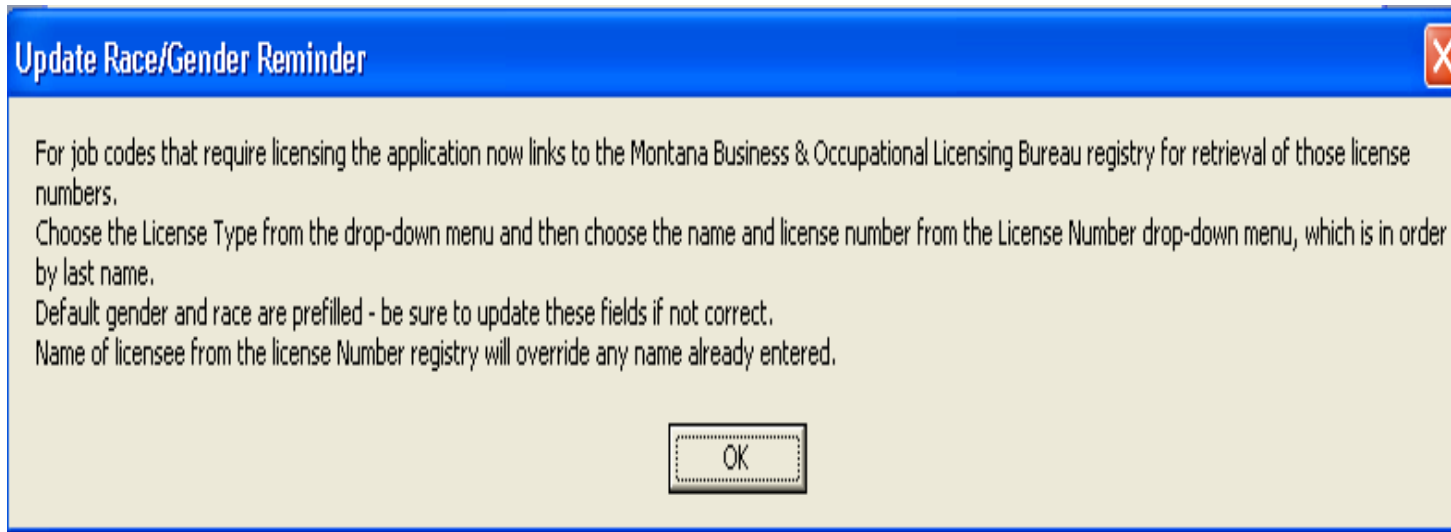 Update Race/Gender Reminder
For job codes that require licensing the application now links to the Montana Business & Occupational Licensing Bureau registry for retrieval of those license
numbers.
Choose the License Type from the drop-down menu and then choose the name and license number from the License Number drop-down menu, which is in order
by last name.
Default gender and race are prefilled - be sure to update these fields if not correct.
Name of licensee from the license Number registry will override any name already entered.
OK